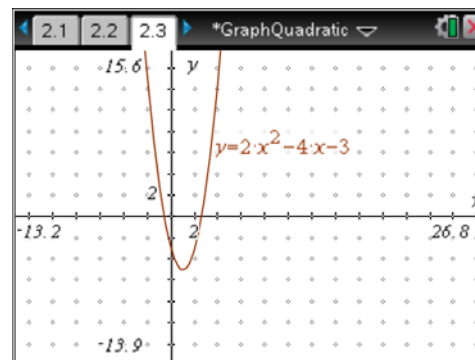 2.1 2.2 2.3 *GraphQuadratic
15.6 y
y=2·x²-4·x-3
2
-13.2 2 26.8
-13.9